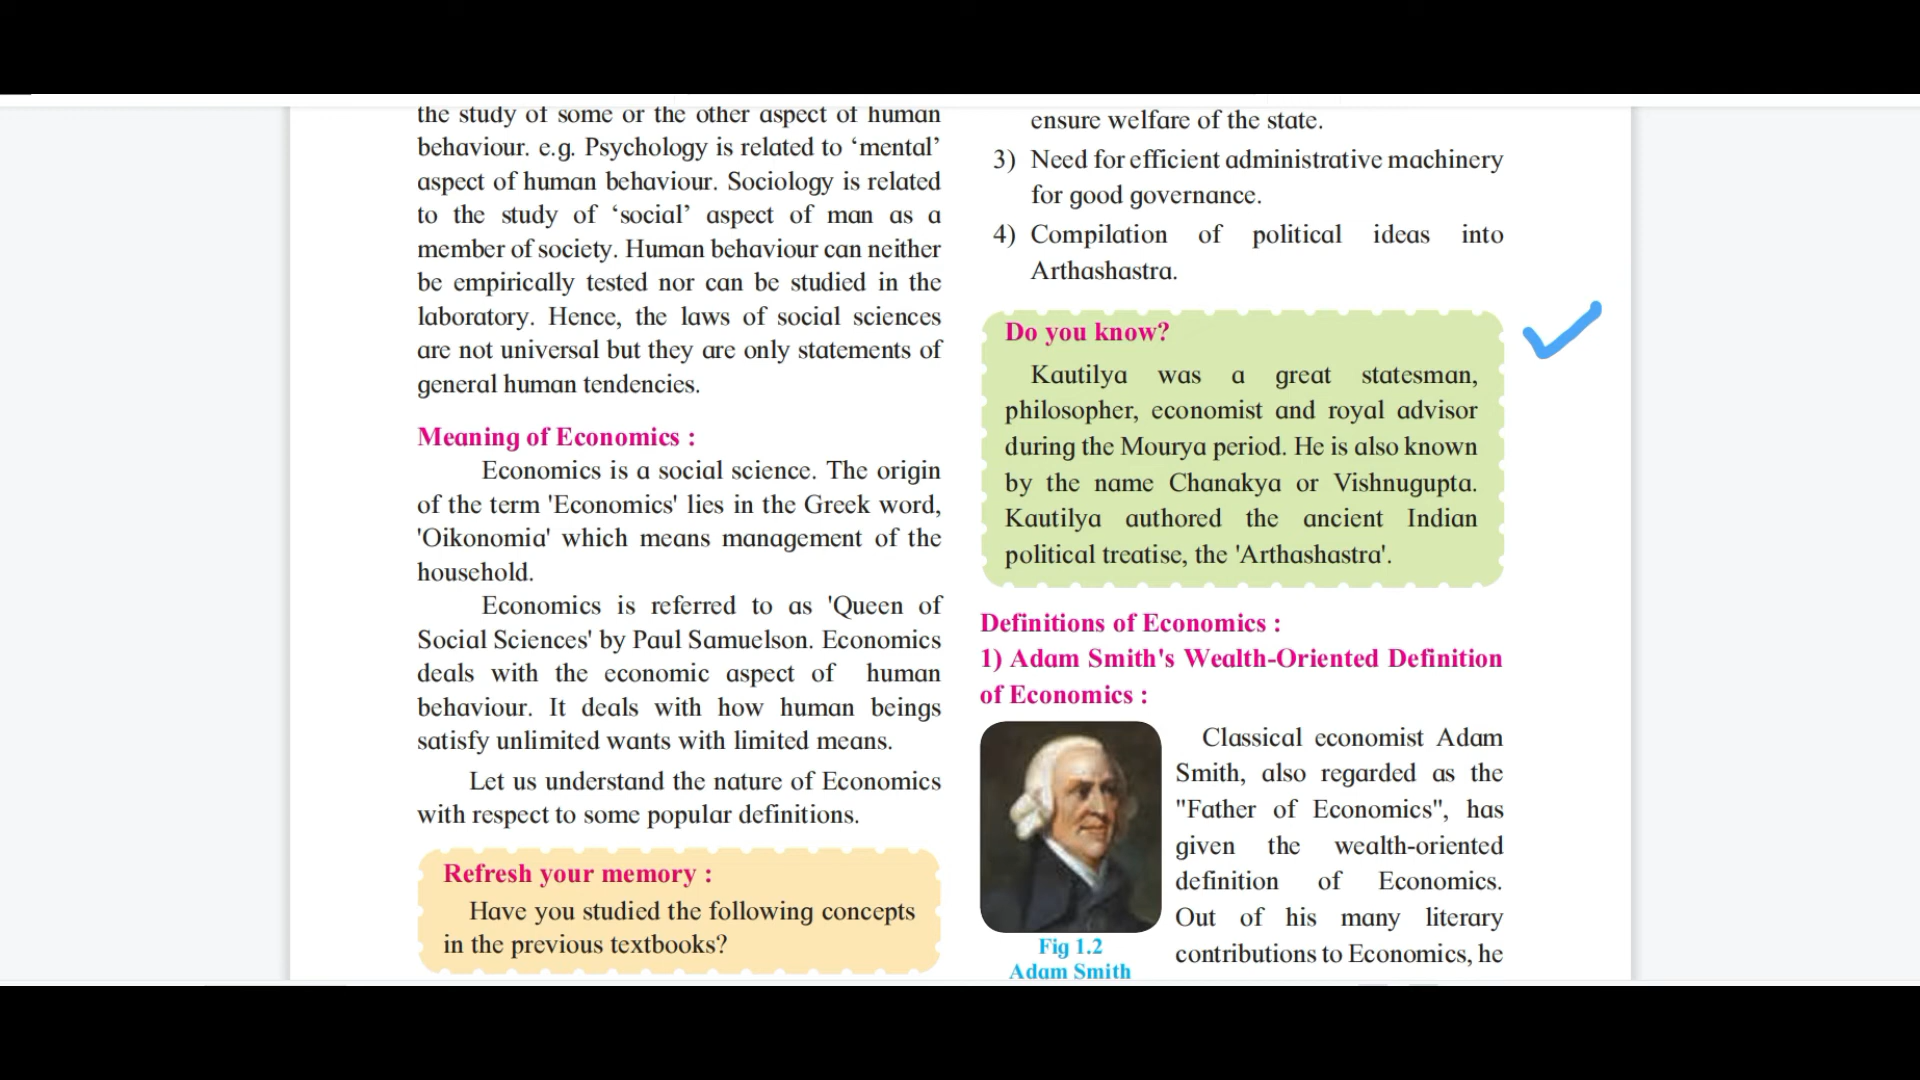 the study of some or the other aspect of human
behaviour. e.g. Psychology is related to ‘mental’
aspect of human behaviour. Sociology is related
to the study of ‘social’ aspect of man as a
member of society. Human behaviour can neither
be empirically tested nor can be studied in the
laboratory. Hence, the laws of social sciences
are not universal but they are only statements of
general human tendencies.
Meaning of Economics :
Economics is a social science. The origin
of the term 'Economics' lies in the Greek word,
'Oikonomia' which means management of the
household.
Economics is referred to as 'Queen of
Social Sciences' by Paul Samuelson. Economics
deals with the economic aspect of human
behaviour. It deals with how human beings
satisfy unlimited wants with limited means.
Let us understand the nature of Economics
with respect to some popular definitions.
Refresh your memory :
Have you studied the following concepts
in the previous textbooks?
ensure welfare of the state.
3) Need for efficient administrative machinery
for good governance.
4) Compilation of political ideas into
Arthashastra.
Do you know?
Kautilya was a great statesman,
philosopher, economist and royal advisor
during the Mourya period. He is also known
by the name Chanakya or Vishnugupta.
Kautilya authored the ancient Indian
political treatise, the 'Arthashastra'.
Definitions of Economics :
1) Adam Smith's Wealth-Oriented Definition
of Economics :
Classical economist Adam
Smith, also regarded as the
"Father of Economics", has
given the wealth-oriented
definition of Economics.
Out of his many literary
contributions to Economics, he
Fig 1.2
Adam Smith